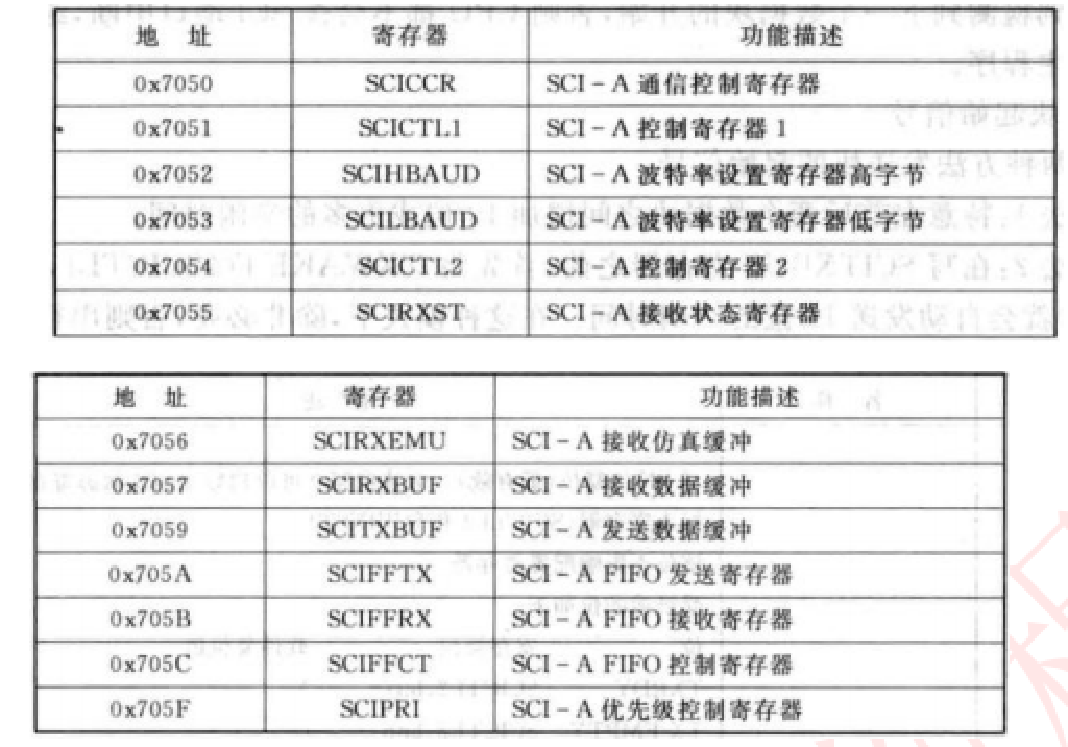 地 址 寄存器 功能描述
0x7050 SCICCR SCI-A 通信控制寄存器
0x7051 SCICTL1 SCI-A 控制寄存器 1
0x7052 SCIHBAUD SCI-A 波特率设置寄存器高字节
0x7053 SCILBAUD SCI-A 波特率设置寄存器低字节
0x7054 SCICTL2 SCI-A 控制寄存器 2
0x7055 SCIRXST SCI-A 接收状态寄存器
地 址 寄存器 功能描述
0x7056 SCIRXEMU SCI-A 接收仿真缓冲
0x7057 SCIRXBUF SCI-A 接收数据缓冲
0x7059 SCITXBUF SCI-A 发送数据缓冲
0x705A SCIFFTX SCI-A FIFO 发送寄存器
0x705B SCIFFRX SCI-A FIFO 接收寄存器
0x705C SCIFFCT SCI-A FIFO 控制寄存器
0x705F SCIPRI SCI-A 优先级控制寄存器